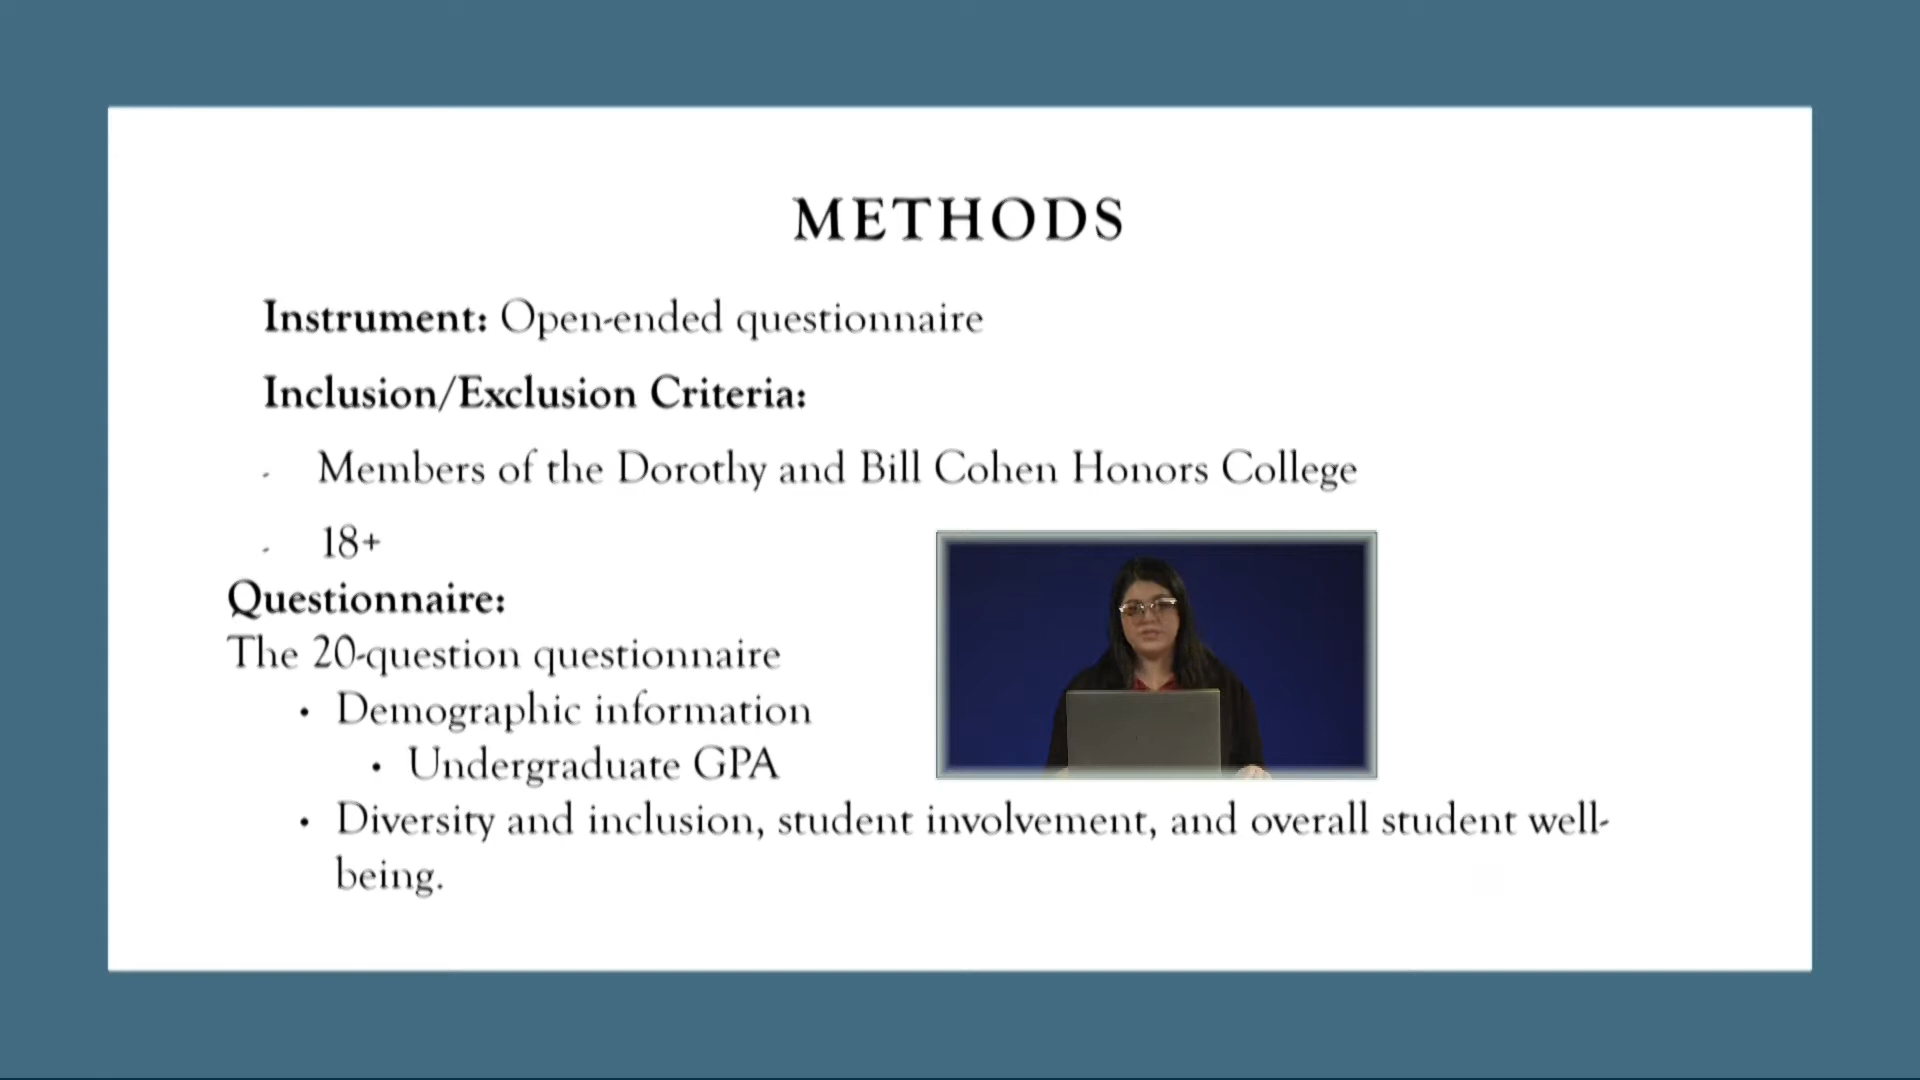 METHODS
Instrument: Open-ended questionnaire
Inclusion/Exclusion Criteria:
- Members of the Dorothy and Bill Cohen Honors College
- 18+
Questionnaire:
The 20-question questionnaire
• Demographic information
• Undergraduate GPA
• Diversity and inclusion, student involvement, and overall student well-
being.